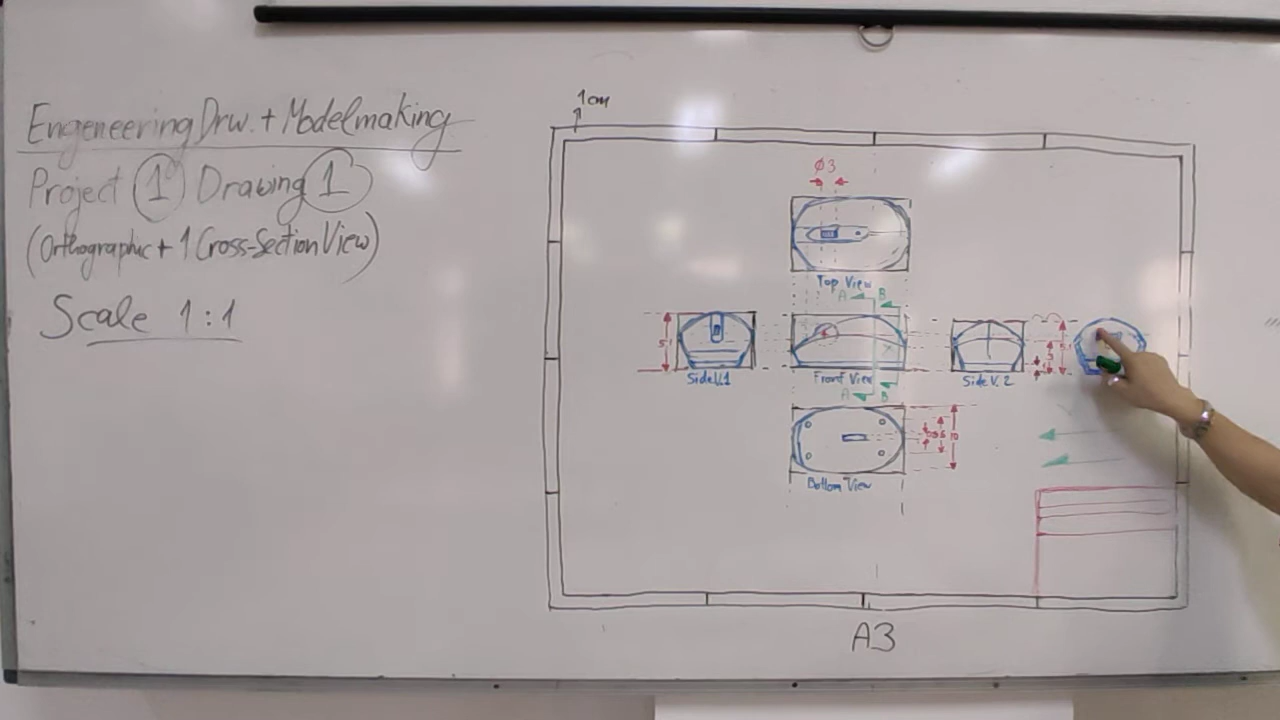 Engeneering Drw. + Modelmaking
Project 1 Drawing 1
(Orthographic + 1 Cross-Section View)
Scale 1:1
1cm
Ø3
Top View
A B
Side V.1
Front View
Side V. 2
A B
10
Bottom View
A3